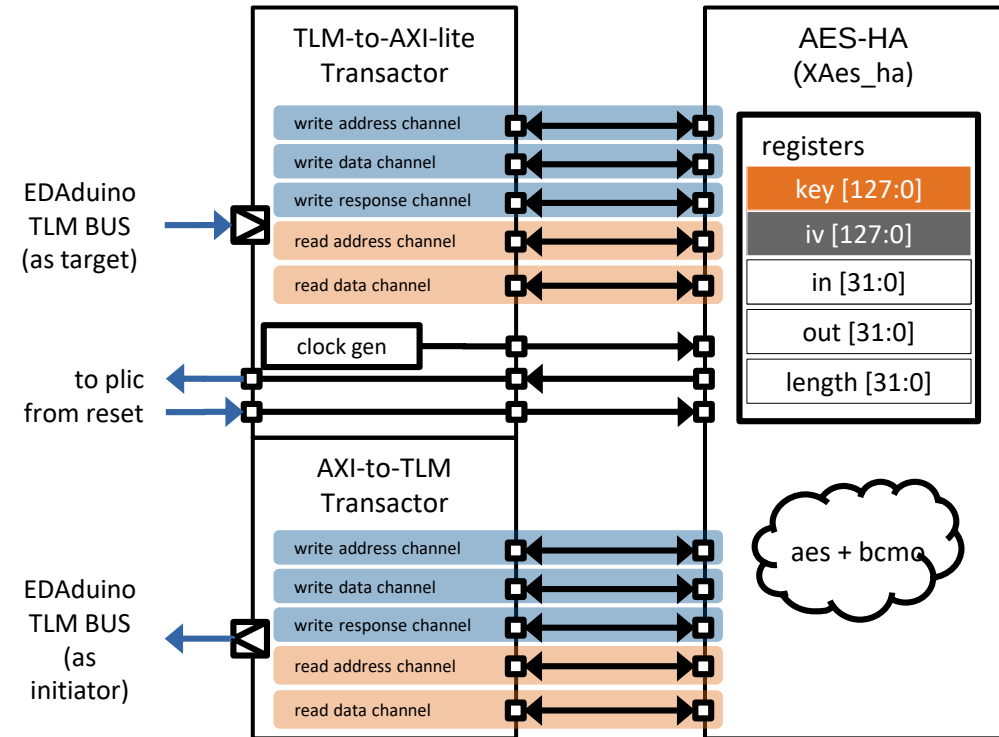 TLM-to-AXI-lite
Transactor
write address channel
write data channel
write response channel
read address channel
read data channel
clock gen
EDAduino
TLM BUS
(as target)
to plic
from reset
AXI-to-TLM
Transactor
write address channel
write data channel
write response channel
read address channel
read data channel
EDAduino
TLM BUS
(as
initiator)
AES-HA
(XAes_ha)
registers
key [127:0]
iv [127:0]
in [31:0]
out [31:0]
length [31:0]
aes + bcmo